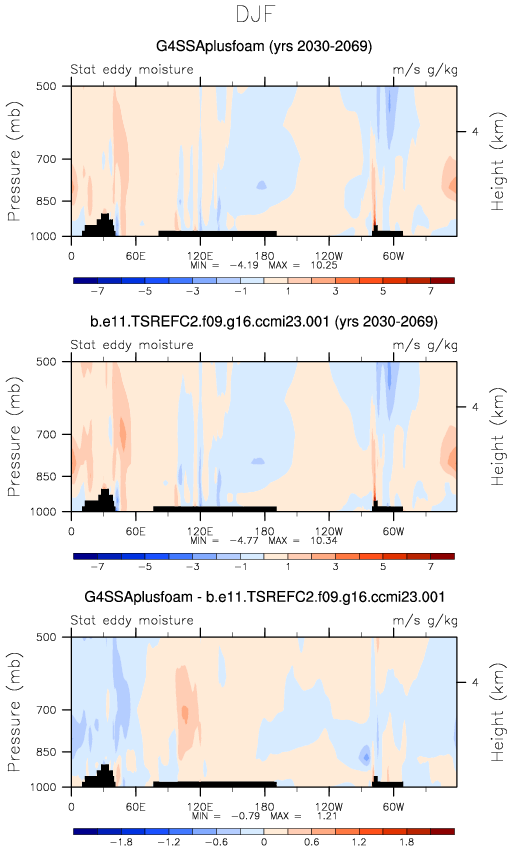 DJF
G4SSAplusfoam (yrs 2030-2069)
Stat eddy moisture m/s g/kg
500
700
850
1000
Pressure (mb)
4
Height (km)
0 60E 120E 180 120W 60W
MIN = -4.19 MAX = 10.25
-7 -5 -3 -1 1 3 5 7
b.e11.TSREFC2.f09.g16.ccmi23.001 (yrs 2030-2069)
Stat eddy moisture m/s g/kg
500
700
850
1000
Pressure (mb)
4
Height (km)
0 60E 120E 180 120W 60W
MIN = -4.77 MAX = 10.34
-7 -5 -3 -1 1 3 5 7
G4SSAplusfoam - b.e11.TSREFC2.f09.g16.ccmi23.001
Stat eddy moisture m/s g/kg
500
700
850
1000
Pressure (mb)
4
Height (km)
0 60E 120E 180 120W 60W
MIN = -0.79 MAX = 1.21
-1.8 -1.2 -0.6 0 0.6 1.2 1.8